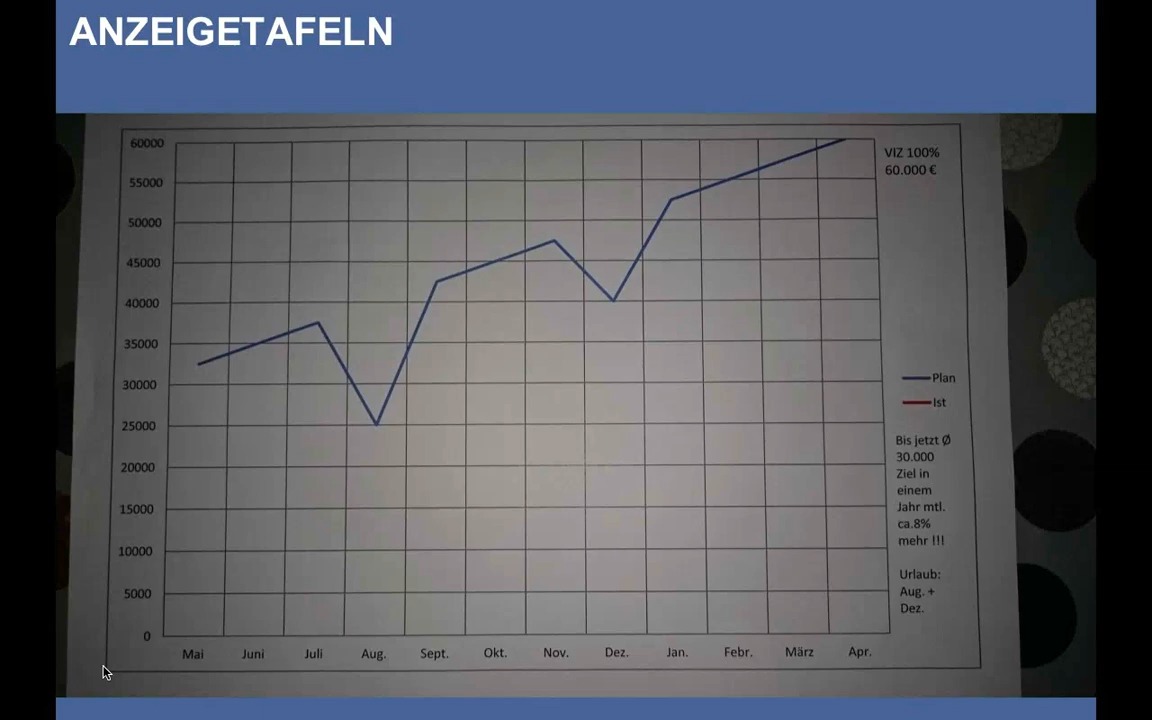 ANZEIGETAFELN
60000
55000
50000
45000
40000
35000
30000
25000
20000
15000
10000
5000
0
Mai Juni Juli Aug. Sept. Okt. Nov. Dez. Jan. Febr. März Apr.
VIZ 100%
60.000 €
Plan
Ist
Bis jetzt Ø
30.000
Ziel in
einem
Jahr mtl.
ca.8%
mehr !!!
Urlaub:
Aug. +
Dez.